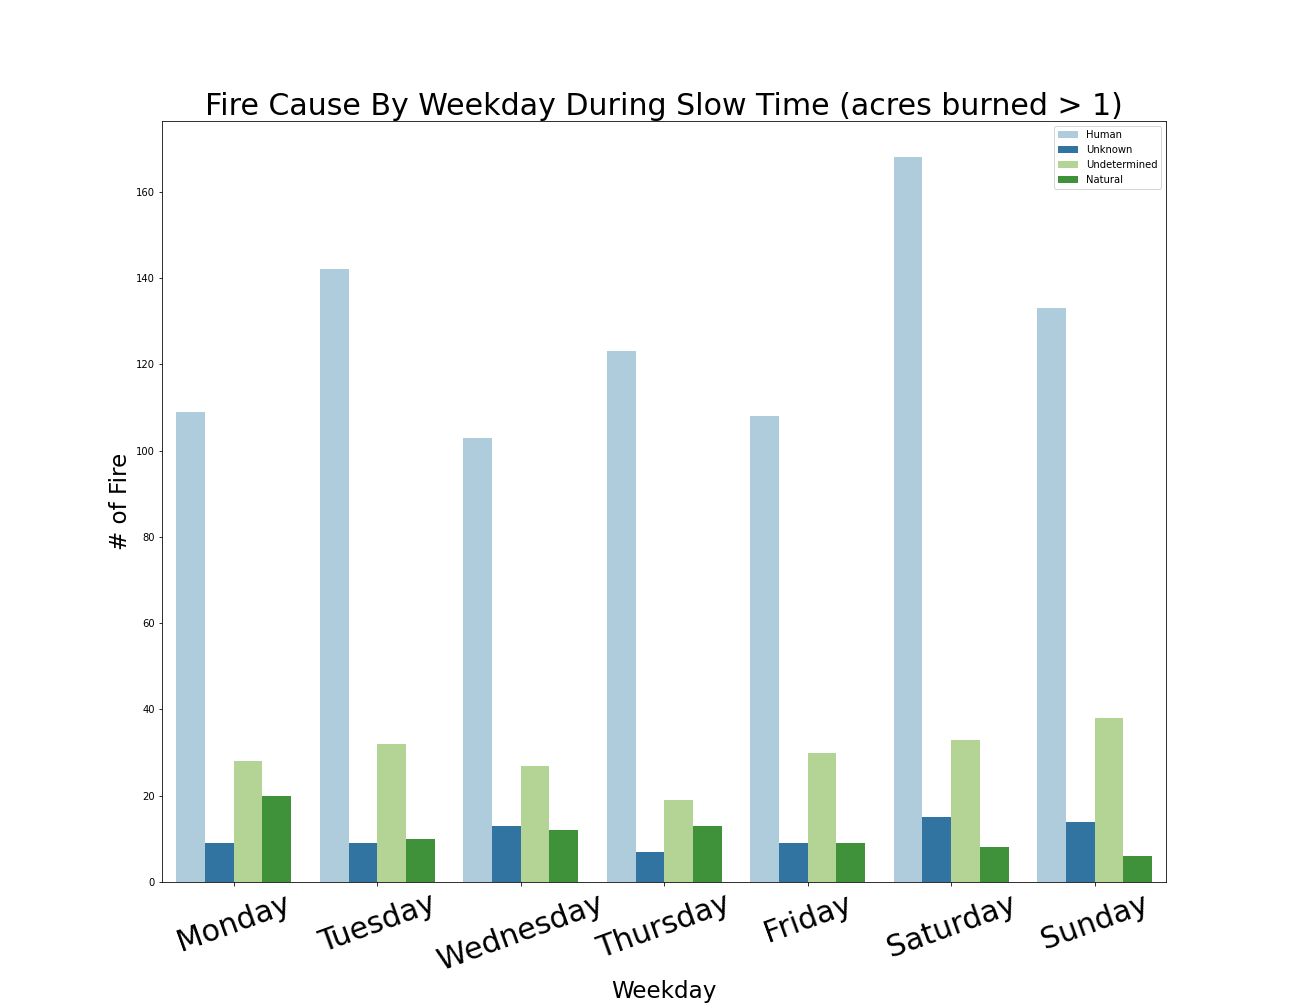 Fire Cause By Weekday During Slow Time (acres burned > 1)
Human
Unknown
Undetermined
Natural
160
140
120
100
80
60
40
20
0
# of Fire
Monday
Tuesday
Wednesday
Thursday
Friday
Saturday
Sunday
Weekday